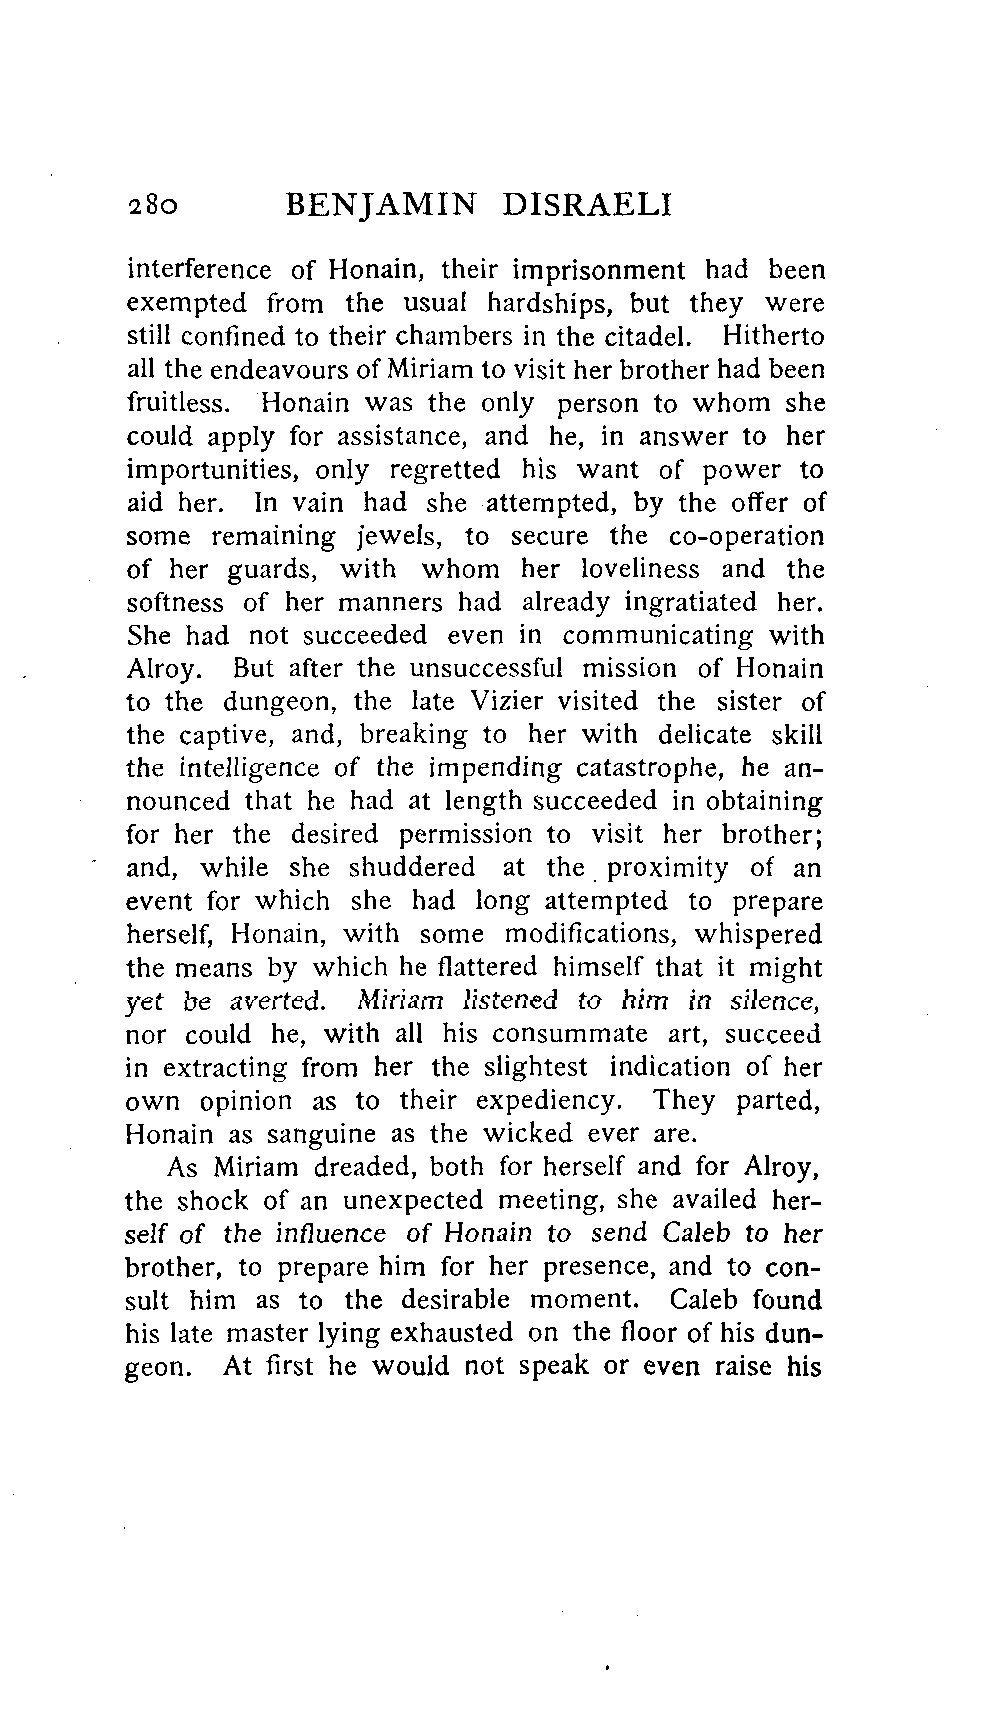 280 BENJAMIN DISRAELI
interference of Honain, their imprisonment had been
exempted from the usual hardships, but they were
still confined to their chambers in the citadel. Hitherto
all the endeavours of Miriam to visit her brother had been
fruitless. Honain was the only person to whom she
could apply for assistance, and he, in answer to her
importunities, only regretted his want of power to
aid her. In vain had she attempted, by the offer of
some remaining jewels, to secure the co-operation
of her guards, with whom her loveliness and the
softness of her manners had already ingratiated her.
She had not succeeded even in communicating with
Alroy. But after the unsuccessful mission of Honain
to the dungeon, the late Vizier visited the sister of
the captive, and, breaking to her with delicate skill
the intelligence of the impending catastrophe, he an-
nounced that he had at length succeeded in obtaining
for her the desired permission to visit her brother;
and, while she shuddered at the proximity of an
event for which she had long attempted to prepare
herself, Honain, with some modifications, whispered
the means by which he flattered himself that it might
yet be averted. Miriam listened to him in silence,
nor could he, with all his consummate art, succeed
in extracting from her the slightest indication of her
own opinion as to their expediency. They parted,
Honain as sanguine as the wicked ever are.
As Miriam dreaded, both for herself and for Alroy,
the shock of an unexpected meeting, she availed her-
self of the influence of Honain to send Caleb to her
brother, to prepare him for her presence, and to con-
sult him as to the desirable moment. Caleb found
his late master lying exhausted on the floor of his dun-
geon. At first he would not speak or even raise his